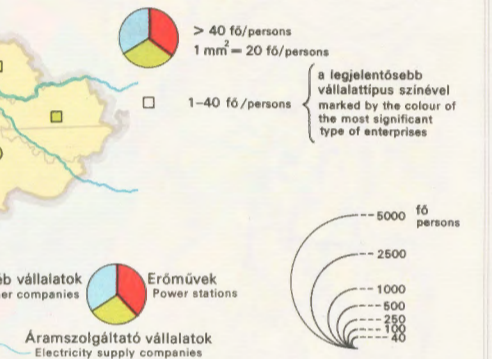 > 40 fő/persons
1 mm² = 20 fő/persons
1-40 fő/persons
a legjelentősebb
vállalattípus színével
marked by the colour of
the most significant
type of enterprises
5000 fő
persons
2500
1000
500
250
100
40
vállalatok
companies
Erőművek
Power stations
Áramszolgáltató vállalatok
Electricity supply companies